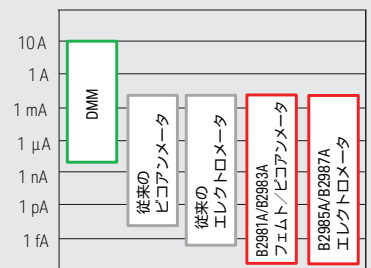 10 A
1 A
1 mA
1 μA
1 nA
1 pA
1 fA
DMM
従来の
ピコアンメータ
従来の
エレクトロメータ
B2981A/B2983A
フェムト/ピコアンメータ
B2985A/B2987A
エレクトロメータ